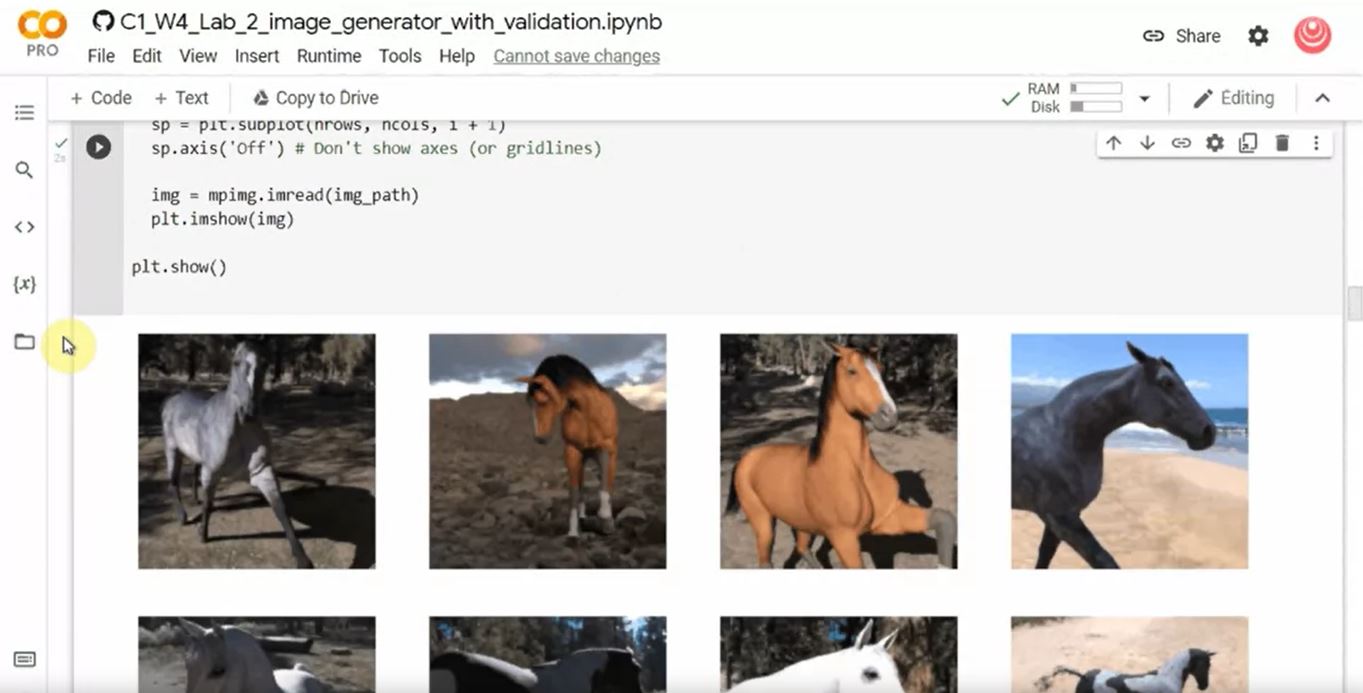 C1_W4_Lab_2_image_generator_with_validation.ipynb
PRO
File Edit View Insert Runtime Tools Help Cannot save changes
Share
+ Code + Text Copy to Drive
RAM
Disk
Editing
sp = plt.subplot(nrows, ncols, i + 1)
2s
sp.axis('Off') # Don't show axes (or gridlines)
img = mpimg.imread(img_path)
plt.imshow(img)
plt.show()
{x}